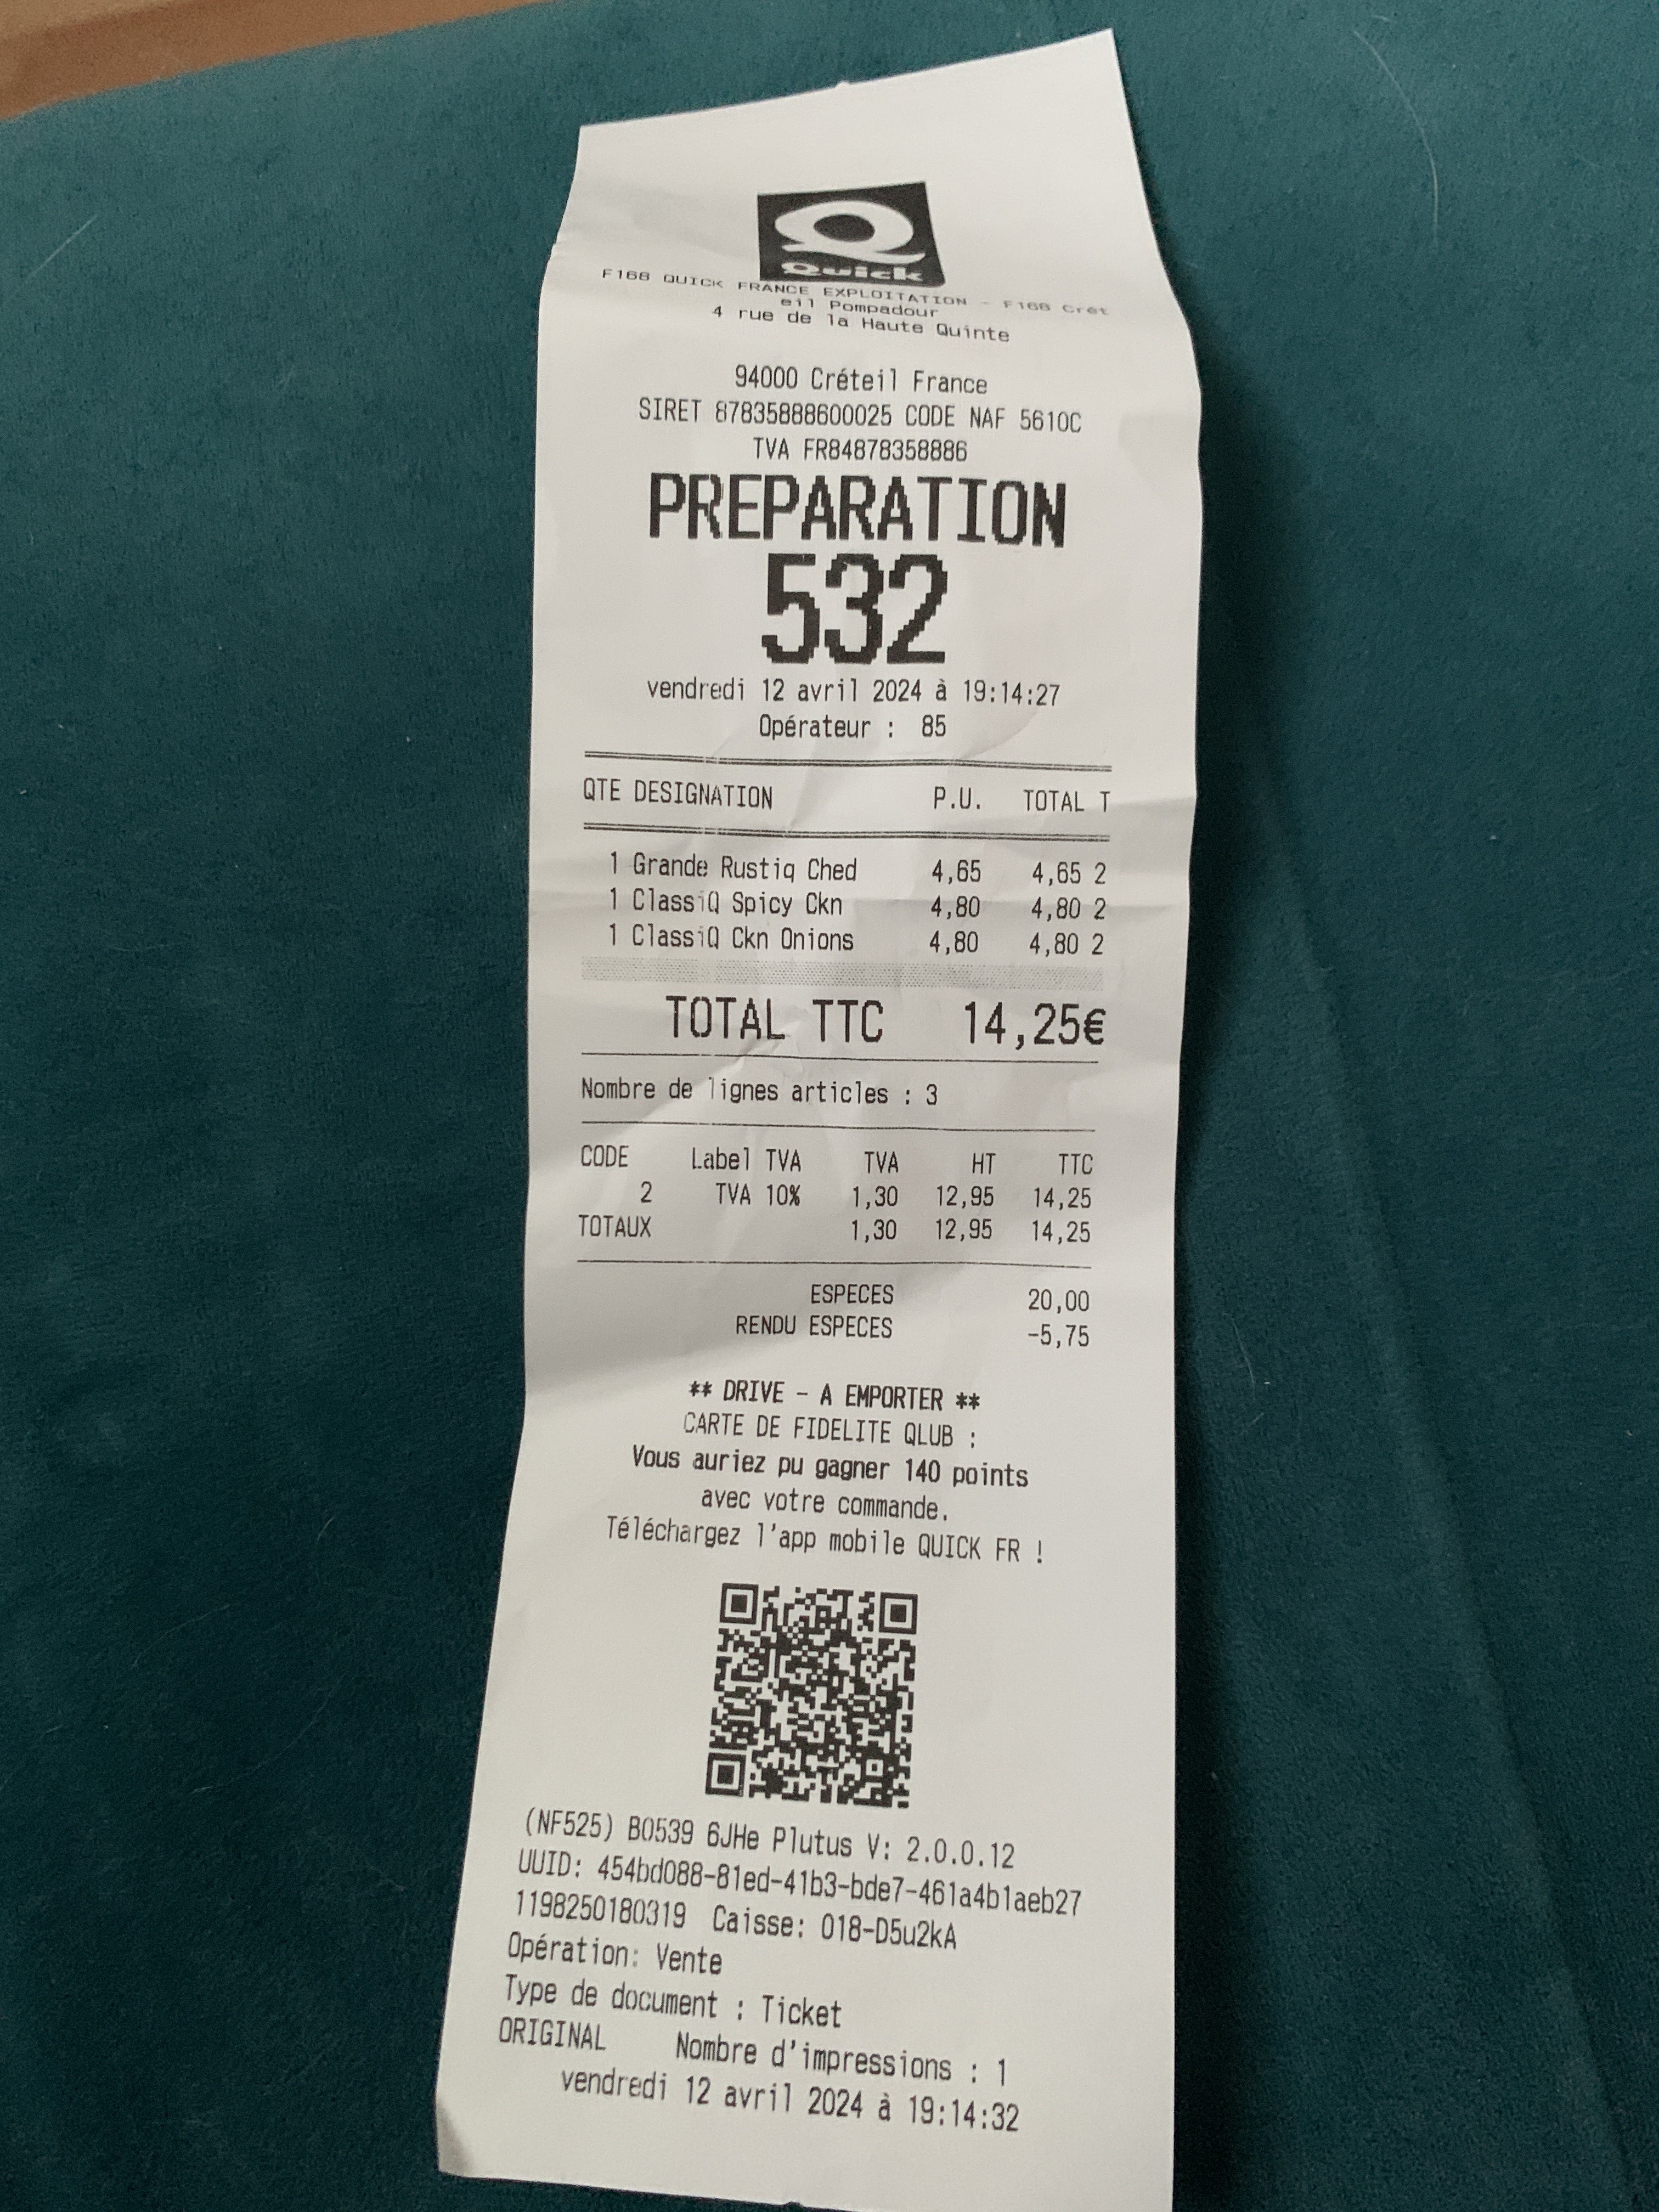 Q
Quick
F168 QUICK FRANCE EXPLOITATION - F168 Crét
eil Pompadour
4 rue de la Haute Quinte
94000 Créteil France
SIRET 87835888600025 CODE NAF 5610C
TVA FR84878358886
PREPARATION
532
vendredi 12 avril 2024 à 19:14:27
Opérateur : 85
QTE DESIGNATION P.U. TOTAL T
1 Grande Rustiq Ched 4,65 4,65 2
1 ClassiQ Spicy Ckn 4,80 4,80 2
1 ClassiQ Ckn Onions 4,80 4,80 2
TOTAL TTC 14,25€
Nombre de lignes articles : 3
CODE Label TVA TVA HT TTC
2 TVA 10% 1,30 12,95 14,25
TOTAUX 1,30 12,95 14,25
ESPECES 20,00
RENDU ESPECES -5,75
** DRIVE - A EMPORTER **
CARTE DE FIDELITE QLUB :
Vous auriez pu gagner 140 points
avec votre commande.
Téléchargez l'app mobile QUICK FR !
(NF525) B0539 6JHe Plutus V: 2.0.0.12
UUID: 454bd088-81ed-41b3-bde7-461a4b1aeb27
1198250180319 Caisse: 018-D5u2kA
Opération: Vente
Type de document : Ticket
ORIGINAL Nombre d'impressions : 1
vendredi 12 avril 2024 à 19:14:32